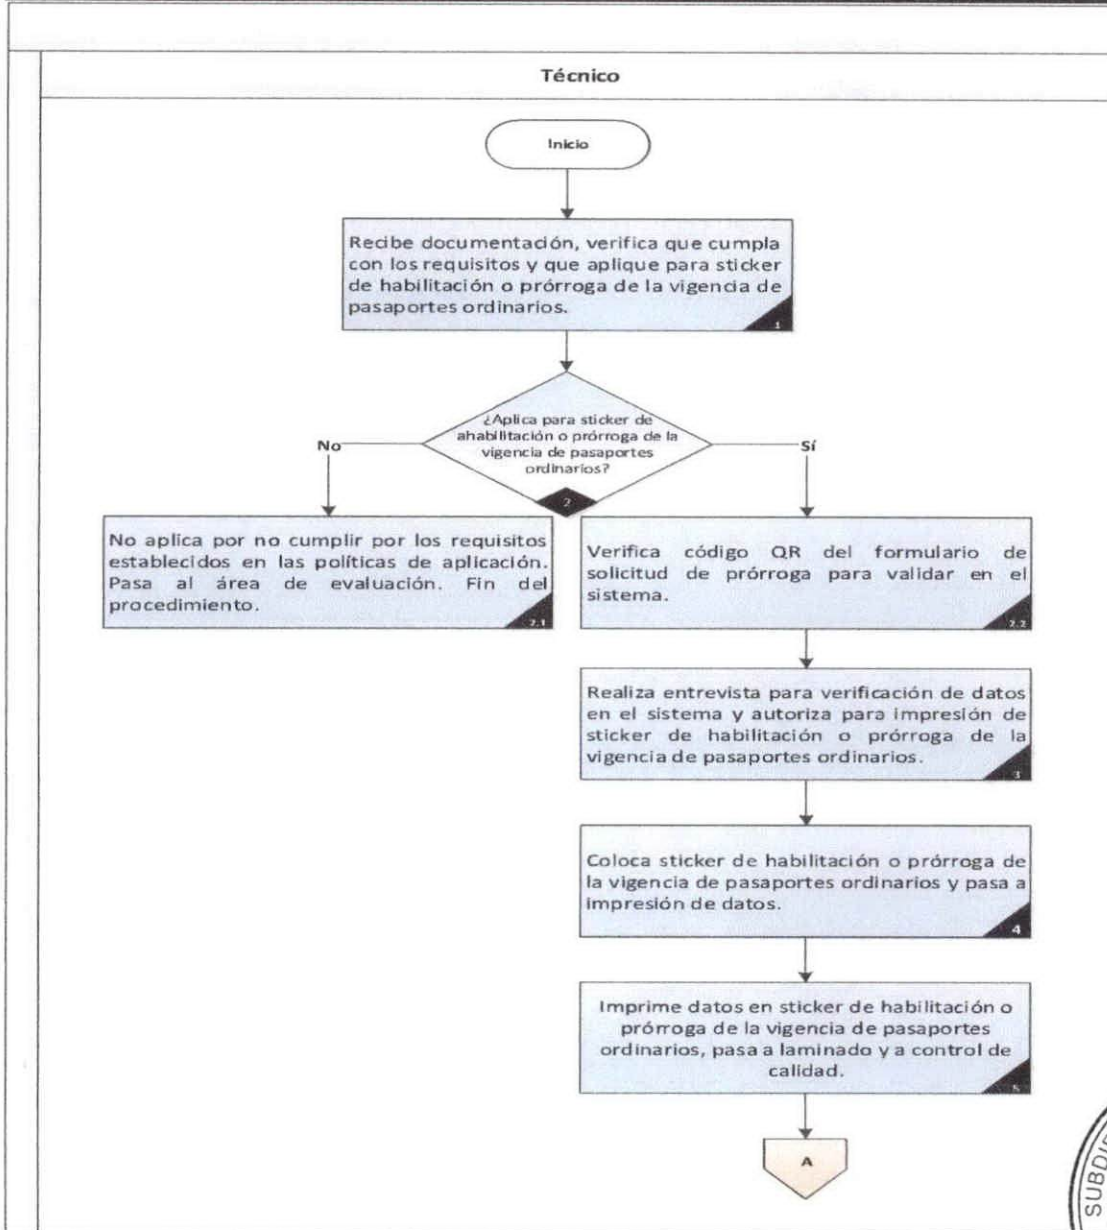 Técnico
Inicio
Recibe documentación, verifica que cumpla
con los requisitos y que aplique para sticker
de habilitación o prórroga de la vigencia de
pasaportes ordinarios.
1
¿Aplica para sticker de
ahabilitación o prórroga de la
vigencia de pasaportes
ordinarios?
2
No
Sí
No aplica por no cumplir por los requisitos
establecidos en las políticas de aplicación.
Pasa al área de evaluación. Fin del
procedimiento.
2.1
Verifica código QR del formulario de
solicitud de prórroga para validar en el
sistema.
2.2
Realiza entrevista para verificación de datos
en el sistema y autoriza para impresión de
sticker de habilitación o prórroga de la
vigencia de pasaportes ordinarios.
3
Coloca sticker de habilitación o prórroga de
la vigencia de pasaportes ordinarios y pasa a
impresión de datos.
4
Imprime datos en sticker de habilitación o
prórroga de la vigencia de pasaportes
ordinarios, pasa a laminado y a control de
calidad.
5
A
SUBDI